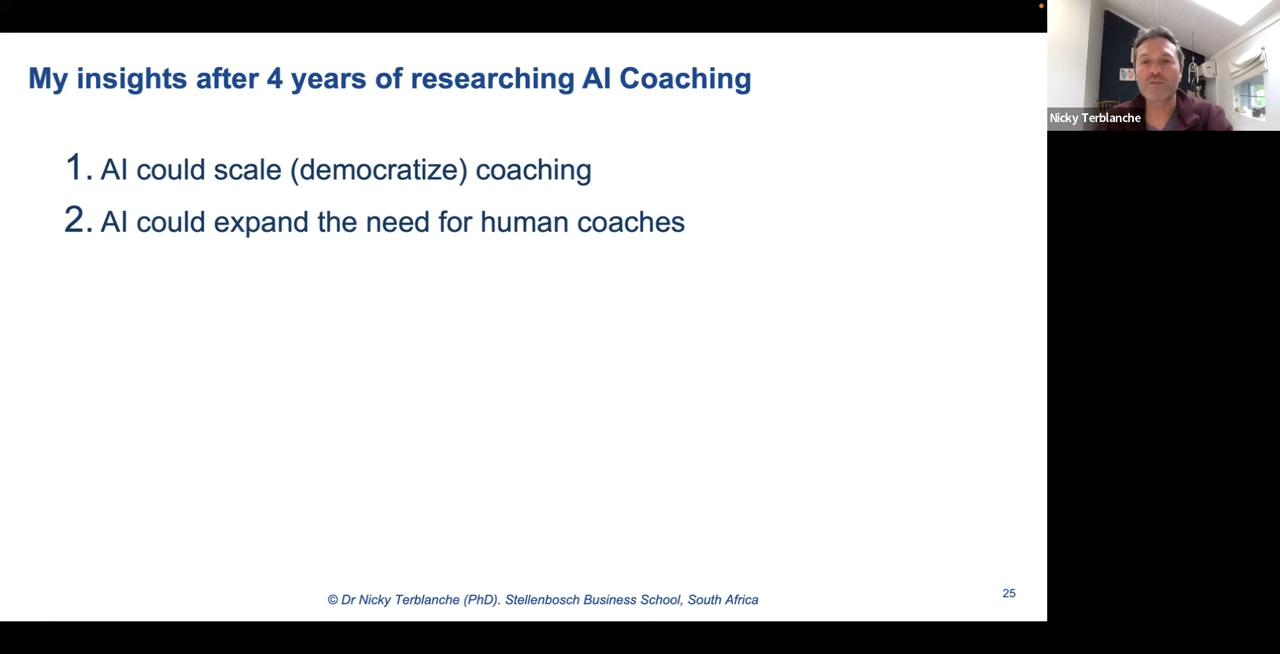 My insights after 4 years of researching AI Coaching
1. AI could scale (democratize) coaching
2. AI could expand the need for human coaches
© Dr Nicky Terblanche (PhD). Stellenbosch Business School, South Africa
25
Nicky Terblanche